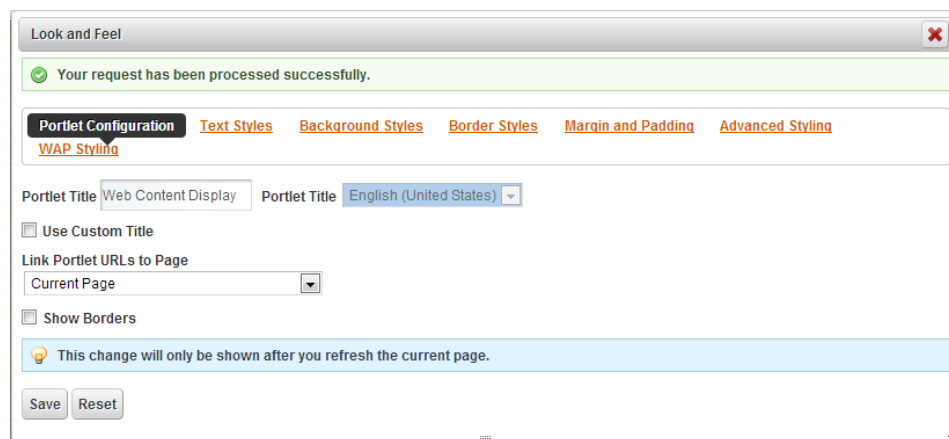 Look and Feel
Your request has been processed successfully.
Portlet Configuration Text Styles Background Styles Border Styles Margin and Padding Advanced Styling
WAP Styling
Portlet Title Web Content Display Portlet Title English (United States)
Use Custom Title
Link Portlet URLs to Page
Current Page
Show Borders
This change will only be shown after you refresh the current page.
Save Reset